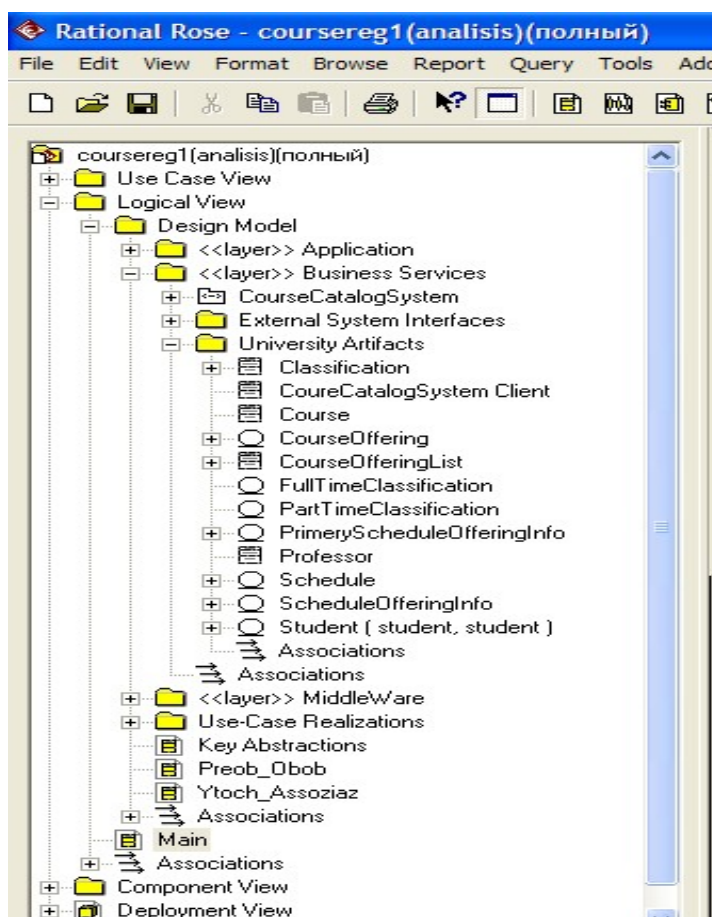 Rational Rose - coursereg1(analisis)(полный)
File Edit View Format Browse Report Query Tools
coursereg1(analisis)(полный)
Use Case View
Logical View
Design Model
<<layer>> Application
<<layer>> Business Services
CourseCatalogSystem
External System Interfaces
University Artifacts
Classification
CoureCatalogSystem Client
Course
CourseOffering
CourseOfferingList
FullTimeClassification
PartTimeClassification
PrimeryScheduleOfferingInfo
Professor
Schedule
ScheduleOfferingInfo
Student ( student, student )
Associations
Associations
<<layer>> MiddleWare
Use-Case Realizations
Key Abstractions
Preob_Obob
Ytoch_Assoziaz
Associations
Main
Associations
Component View
Deployment View